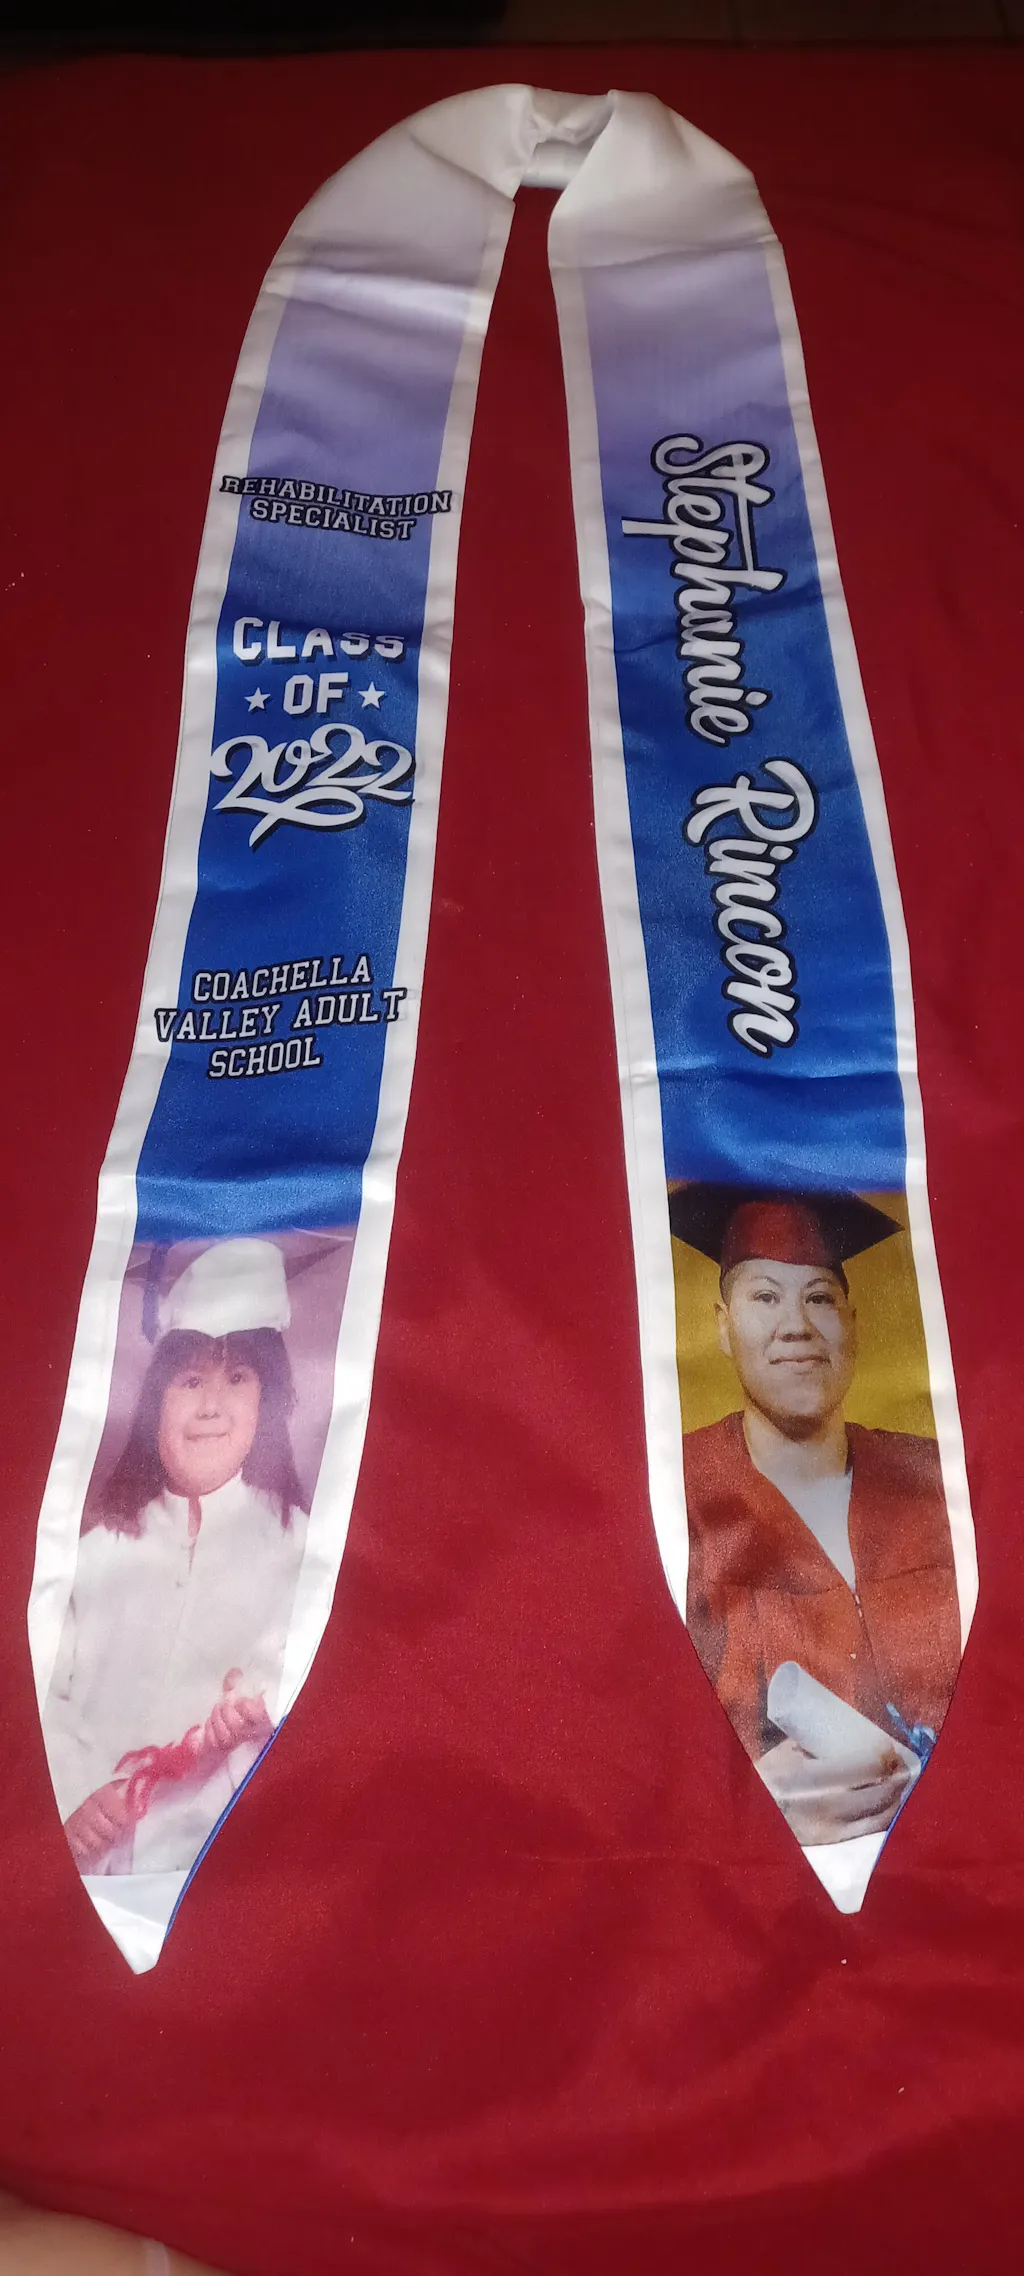 REHABILITATION
SPECIALIST
CLASS
OF
2022
COACHELLA
VALLEY ADULT
SCHOOL
Stephanie Rincon